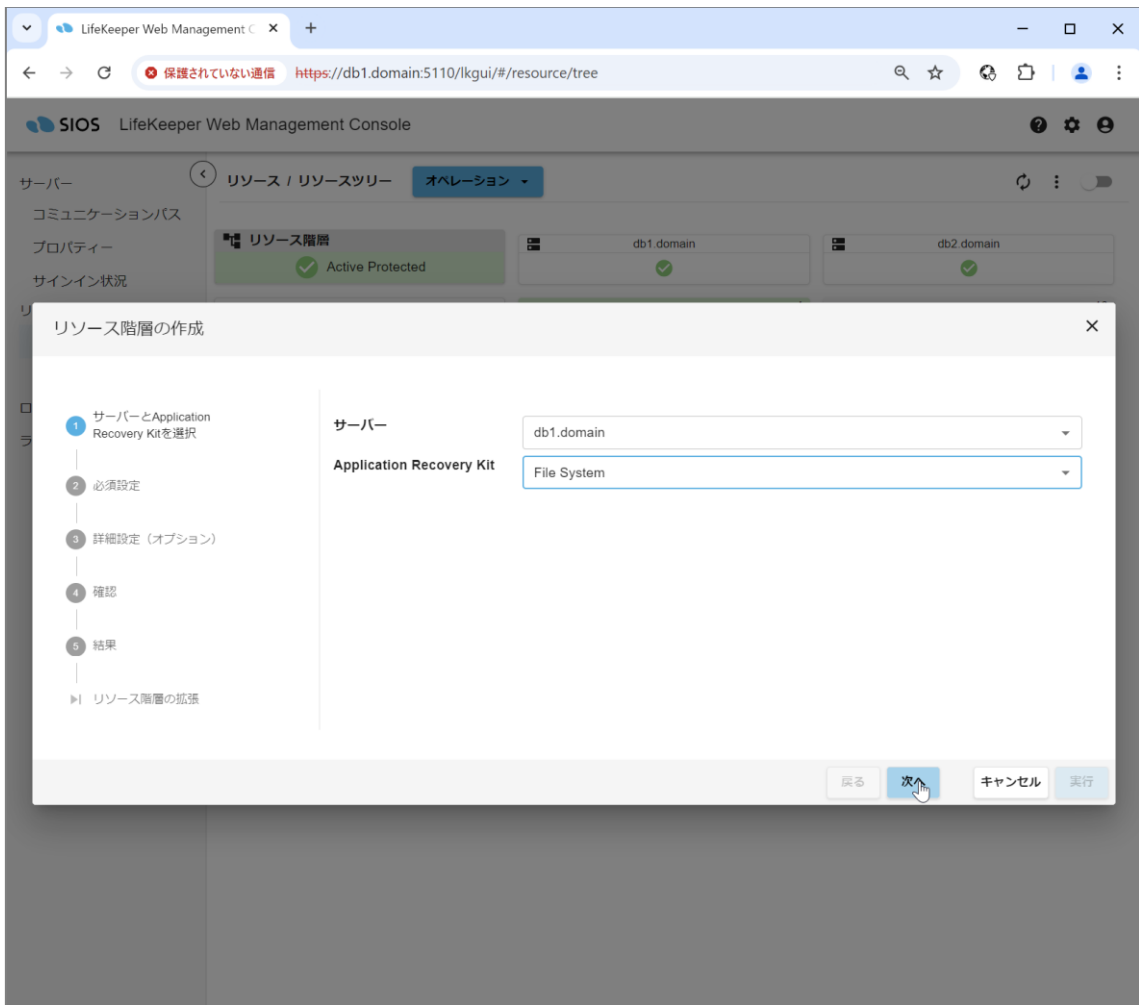 LifeKeeper Web Management C
保護されていない通信 https://db1.domain:5110/lkgui/#/resource/tree
SIOS LifeKeeper Web Management Console
サーバー
コミュニケーションパス
プロパティー
サインイン状況
リソース / リソースツリー オペレーション
リソース階層
Active Protected
db1.domain
db2.domain
リソース階層の作成
1 サーバーとApplication
Recovery Kitを選択
2 必須設定
3 詳細設定（オプション）
4 確認
5 結果
リソース階層の拡張
サーバー db1.domain
Application Recovery Kit File System
戻る 次へ キャンセル 実行